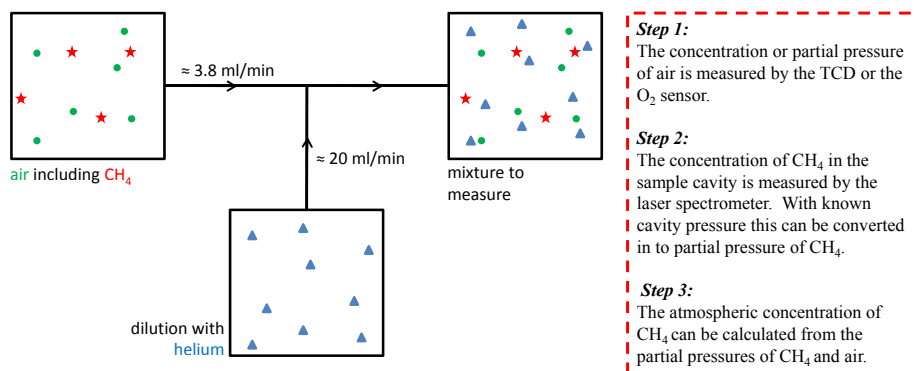 ≈ 3.8 ml/min
≈ 20 ml/min
air including CH₄
mixture to
measure
dilution with
helium
Step 1:
The concentration or partial pressure
of air is measured by the TCD or the
O₂ sensor.
Step 2:
The concentration of CH₄ in the
sample cavity is measured by the
laser spectrometer. With known
cavity pressure this can be converted
in to partial pressure of CH₄.
Step 3:
The atmospheric concentration of
CH₄ can be calculated from the
partial pressures of CH₄ and air.